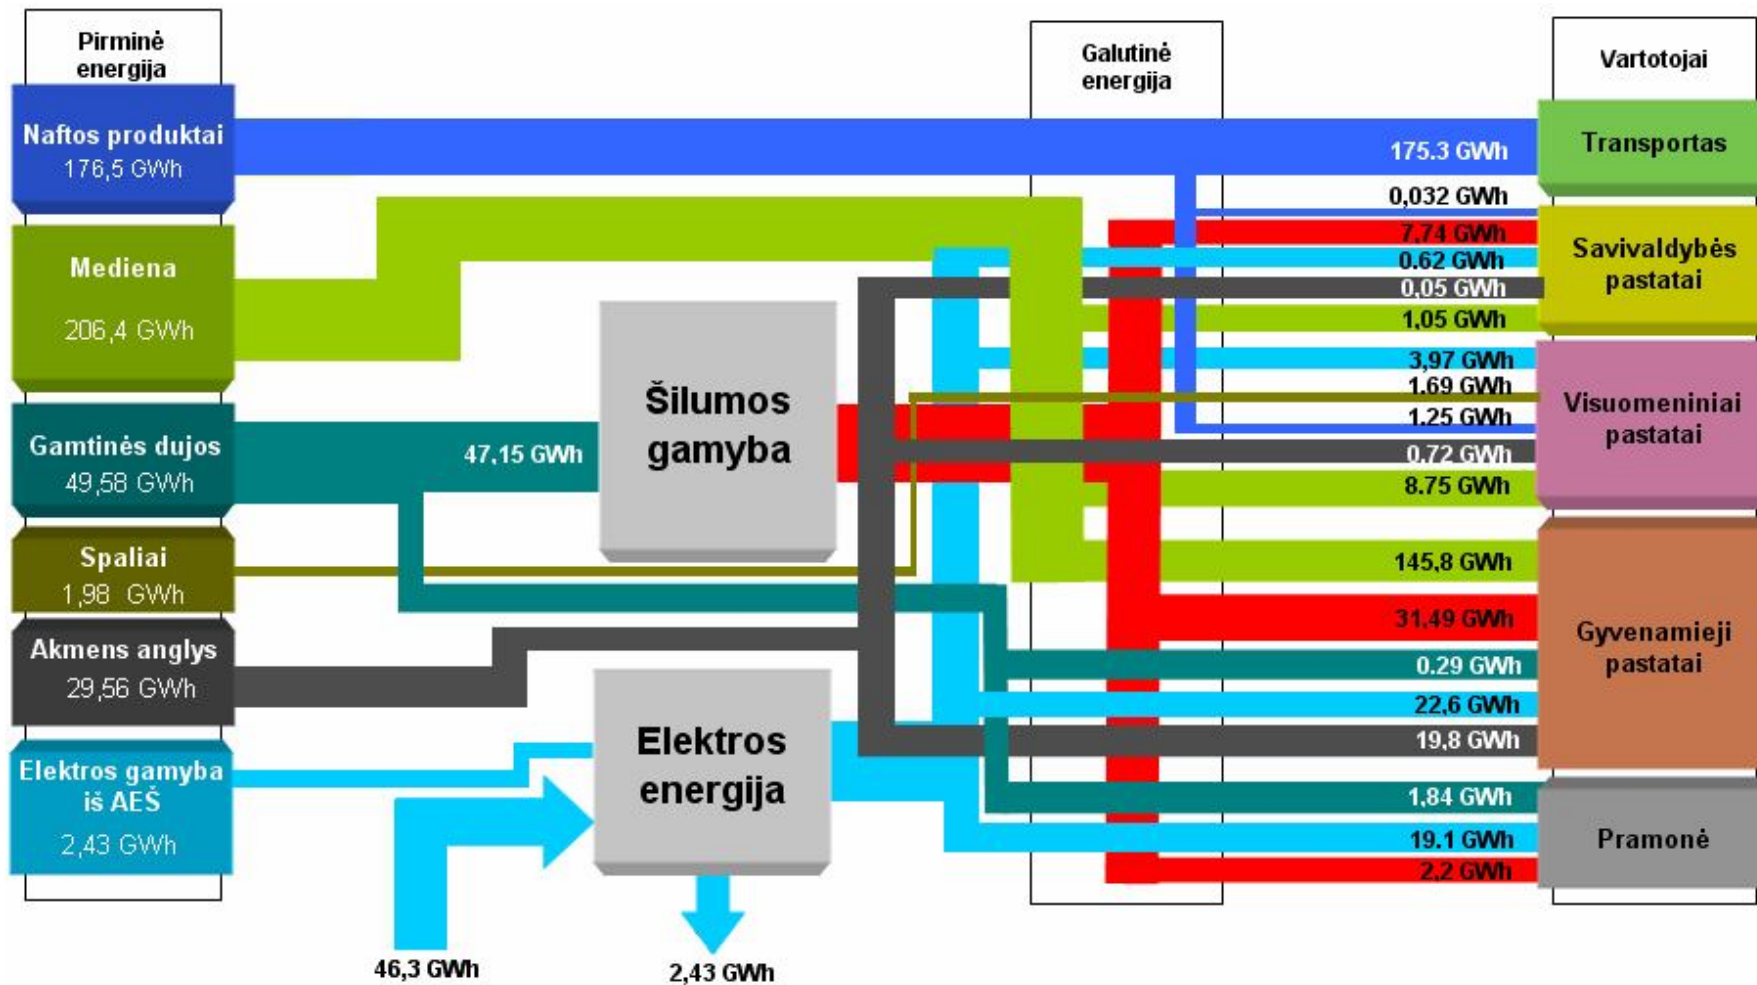 Pirminė
energija
Naftos produktai
176,5 GWh
Mediena
206,4 GWh
Gamtinės dujos
49,58 GWh
Spaliai
1,98 GWh
Akmens anglys
29,56 GWh
Elektros gamyba
iš AEŠ
2,43 GWh
47,15 GWh
Šilumos
gamyba
Elektros
energija
46,3 GWh
2,43 GWh
Galutinė
energija
175.3 GWh
0,032 GWh
7,74 GWh
0.62 GWh
0,05 GWh
1,05 GWh
3,97 GWh
1.69 GWh
1.25 GWh
0.72 GWh
8.75 GWh
145,8 GWh
31,49 GWh
0.29 GWh
22,6 GWh
19,8 GWh
1,84 GWh
19.1 GWh
2,2 GWh
Vartotojai
Transportas
Savivaldybės
pastatai
Visuomeniniai
pastatai
Gyvenamieji
pastatai
Pramonė